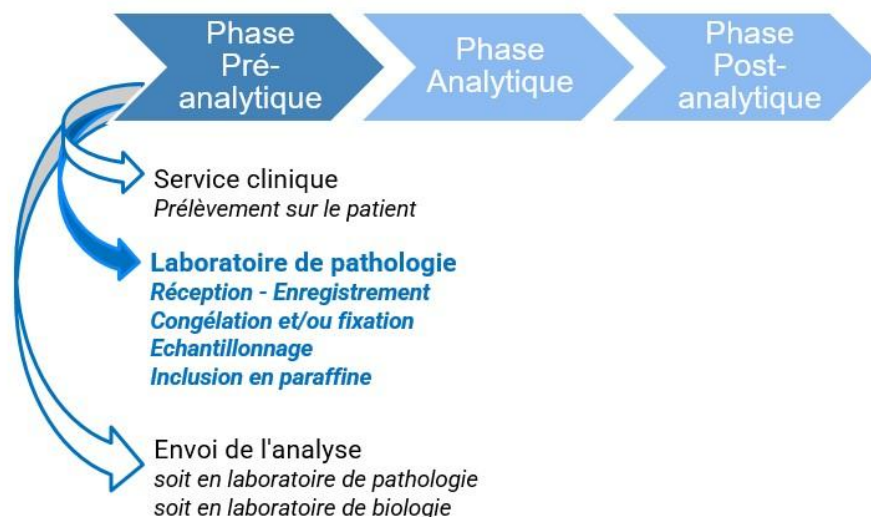 Phase
Pré-
analytique
Phase
Analytique
Phase
Post-
analytique
Service clinique
Prélèvement sur le patient
Laboratoire de pathologie
Réception - Enregistrement
Congélation et/ou fixation
Echantillonnage
Inclusion en paraffine
Envoi de l'analyse
soit en laboratoire de pathologie
soit en laboratoire de biologie